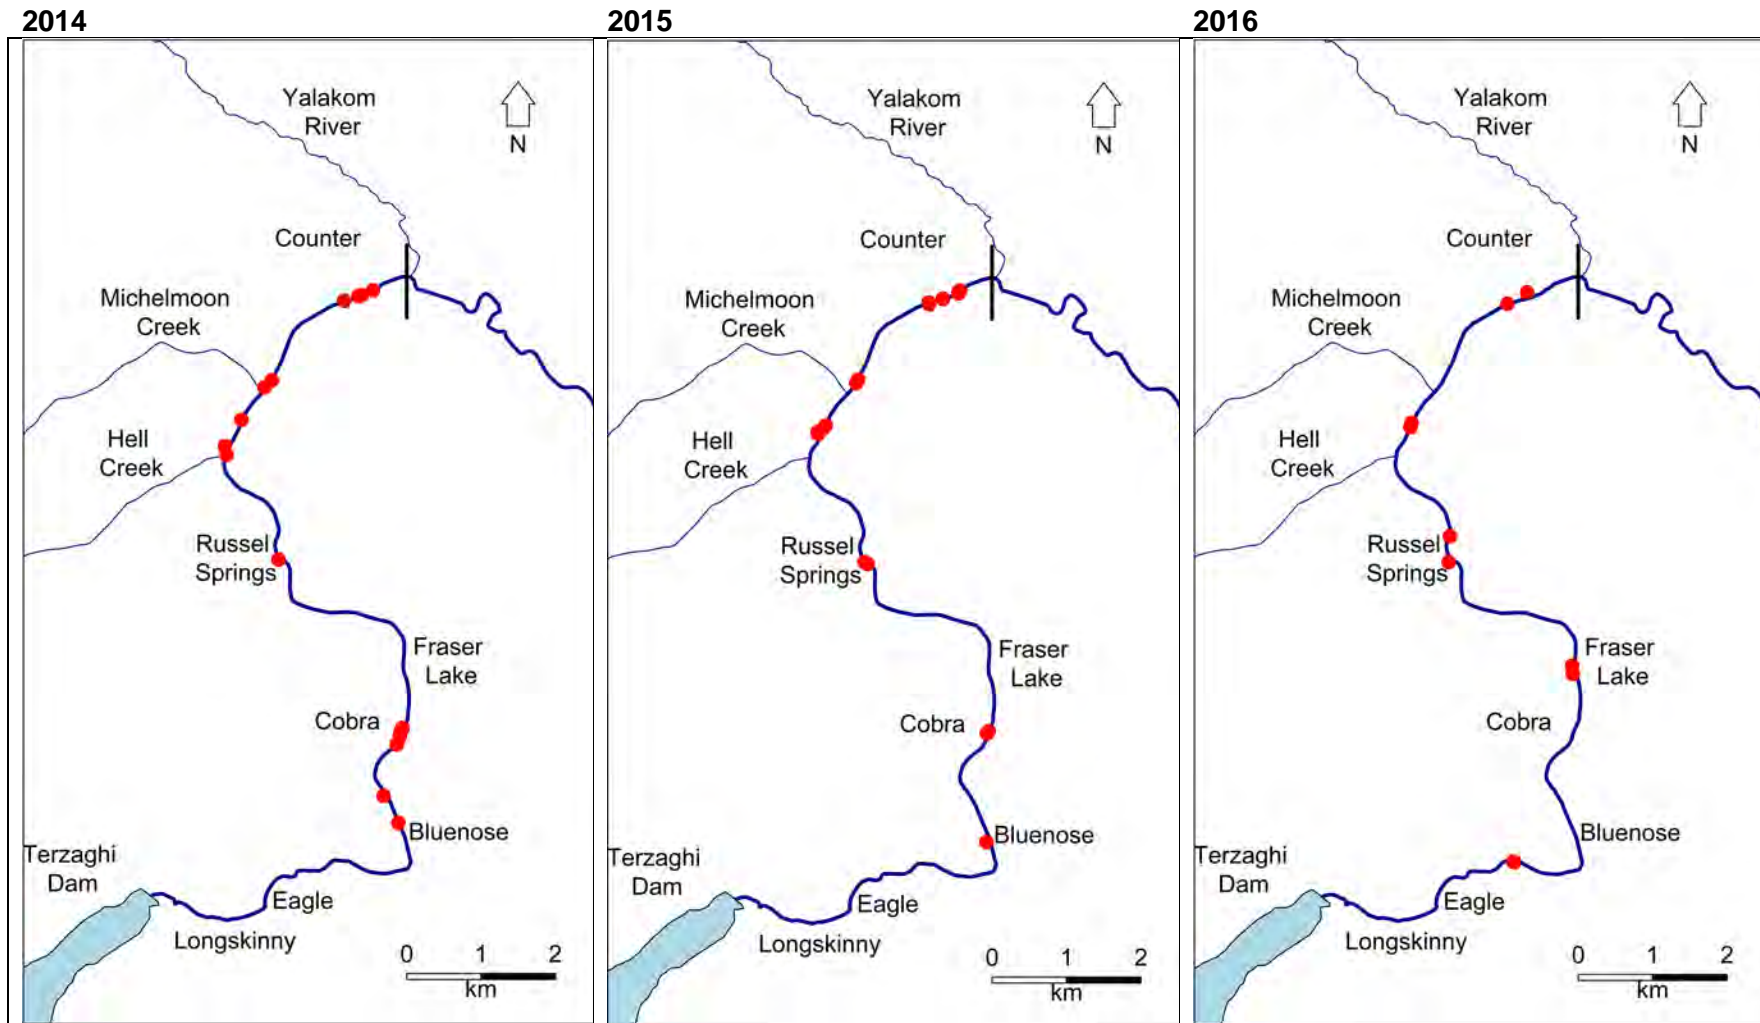 2014
Yalakom
River
N
Counter
Michelmoon
Creek
Hell
Creek
Russel
Springs
Fraser
Lake
Cobra
Bluenose
Terzaghi
Dam
Eagle
Longskinny
0 1 2
km
2015
Yalakom
River
N
Counter
Michelmoon
Creek
Hell
Creek
Russel
Springs
Fraser
Lake
Cobra
Bluenose
Terzaghi
Dam
Eagle
Longskinny
0 1 2
km
2016
Yalakom
River
N
Counter
Michelmoon
Creek
Hell
Creek
Russel
Springs
Fraser
Lake
Cobra
Bluenose
Terzaghi
Dam
Eagle
Longskinny
0 1 2
km